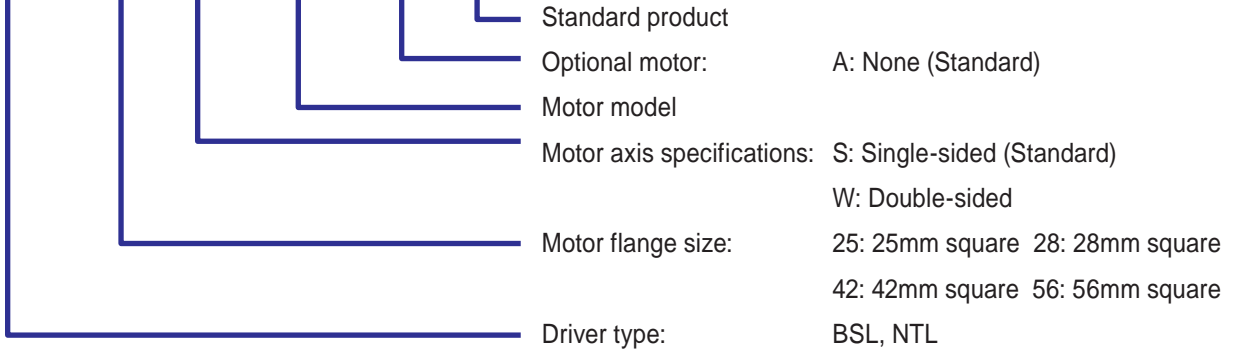 Standard product
Optional motor: A: None (Standard)
Motor model
Motor axis specifications: S: Single-sided (Standard)
W: Double-sided
Motor flange size: 25: 25mm square 28: 28mm square
42: 42mm square 56: 56mm square
Driver type: BSL, NTL